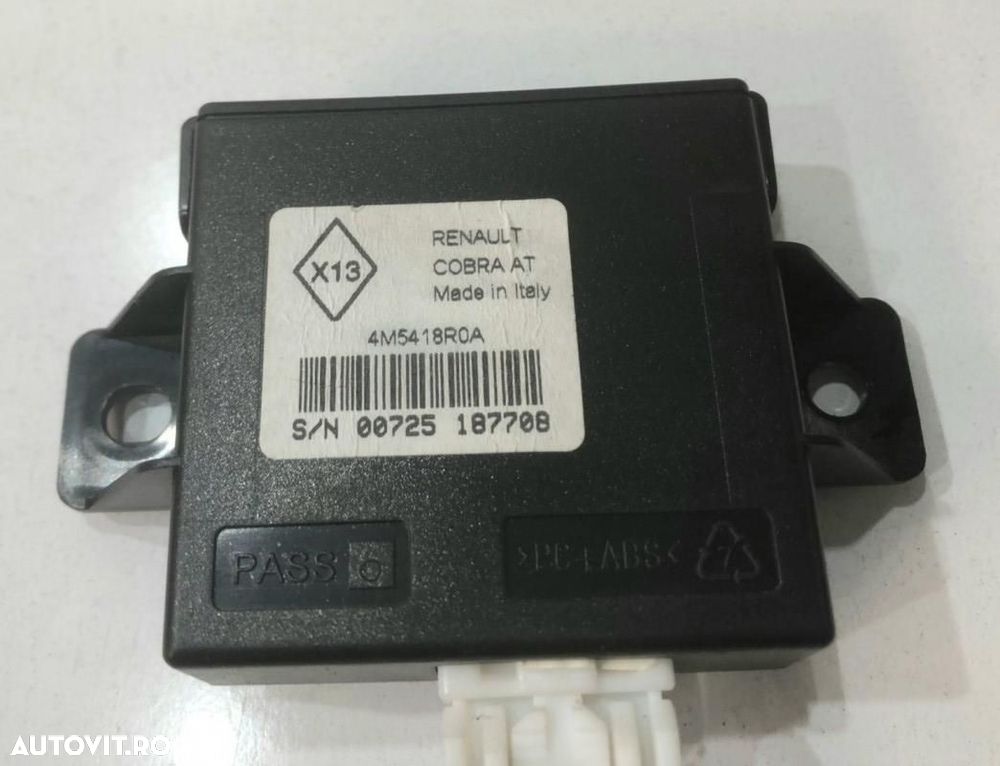 X13
RENAULT
COBRA AT
Made in Italy
4M5418R0A
S/N 00725 187708
PASS 6
>PC+ABS< 7
AUTOVIT.RO